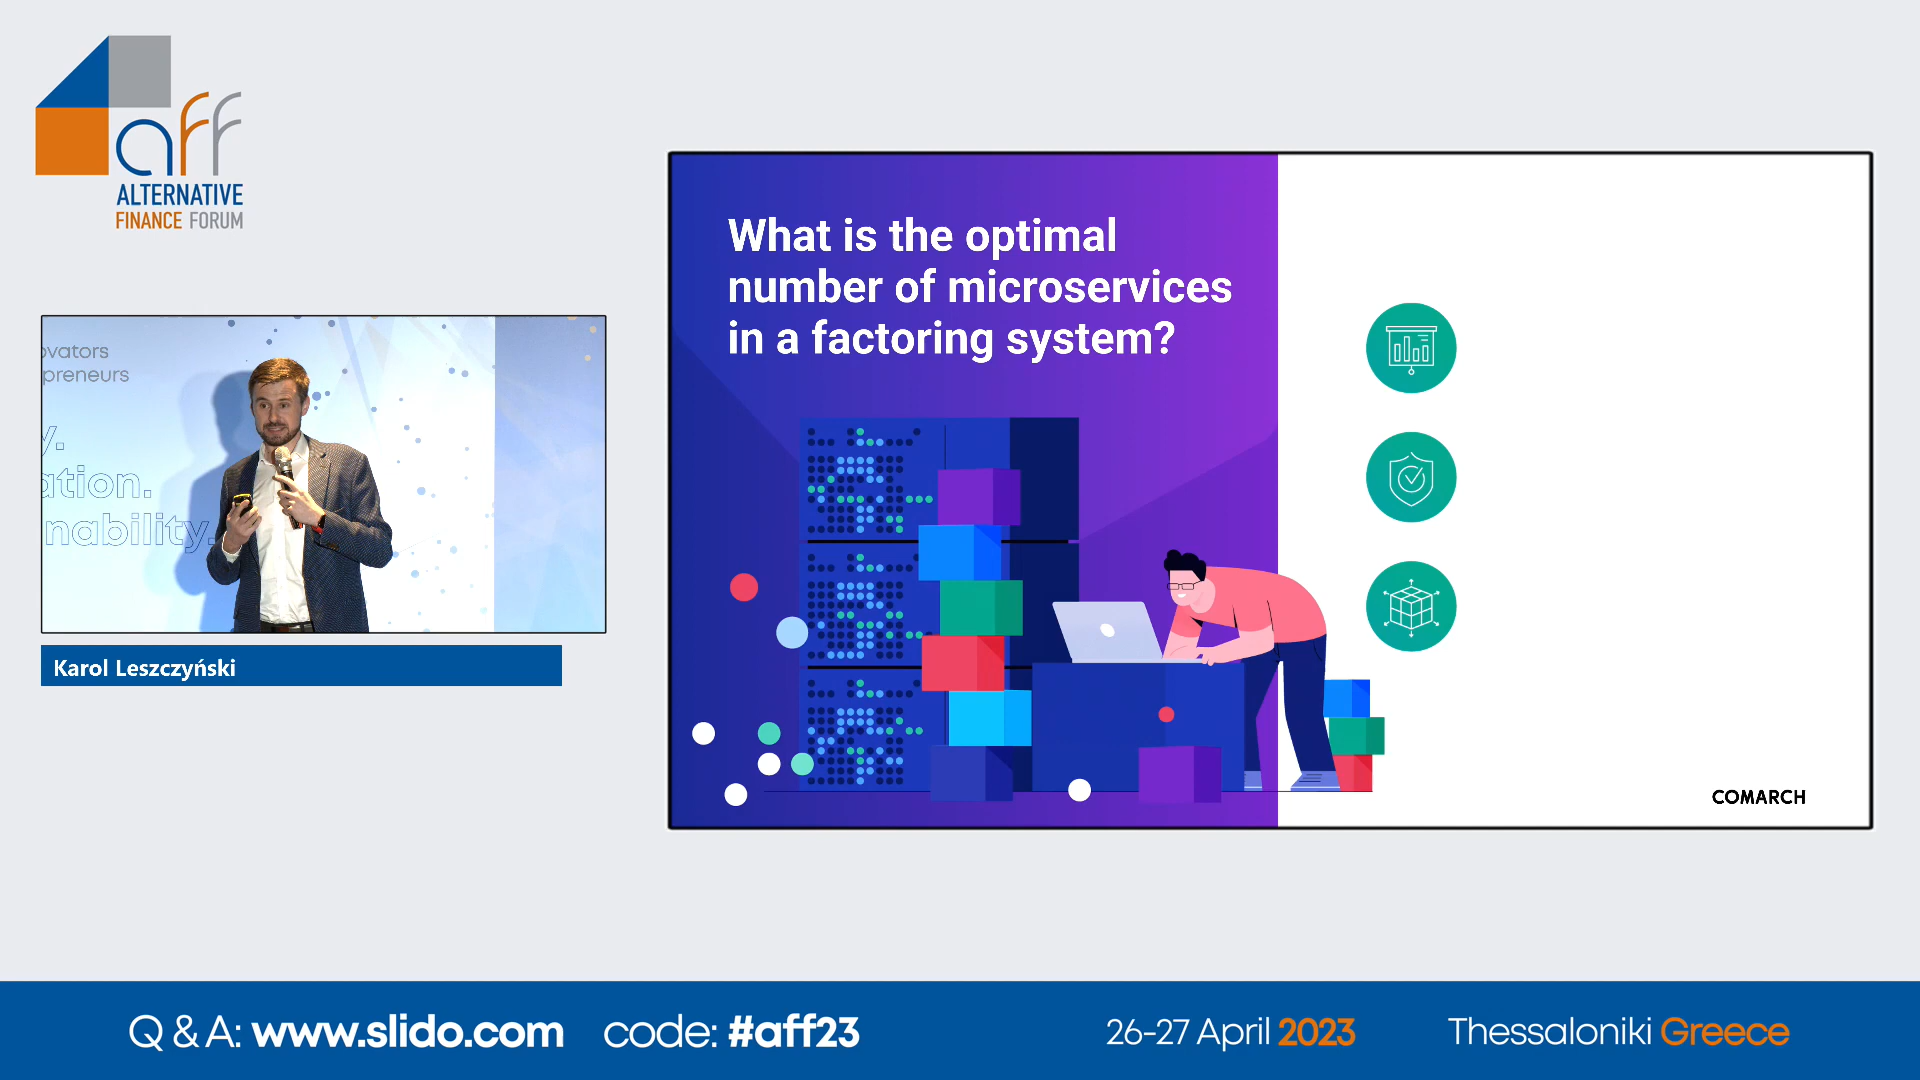 aff
ALTERNATIVE
FINANCE FORUM
ovators
preneurs
y.
ation.
nability.
Karol Leszczyński
What is the optimal
number of microservices
in a factoring system?
COMARCH
Q & A: www.slido.com code: #aff23 26-27 April 2023 Thessaloniki Greece